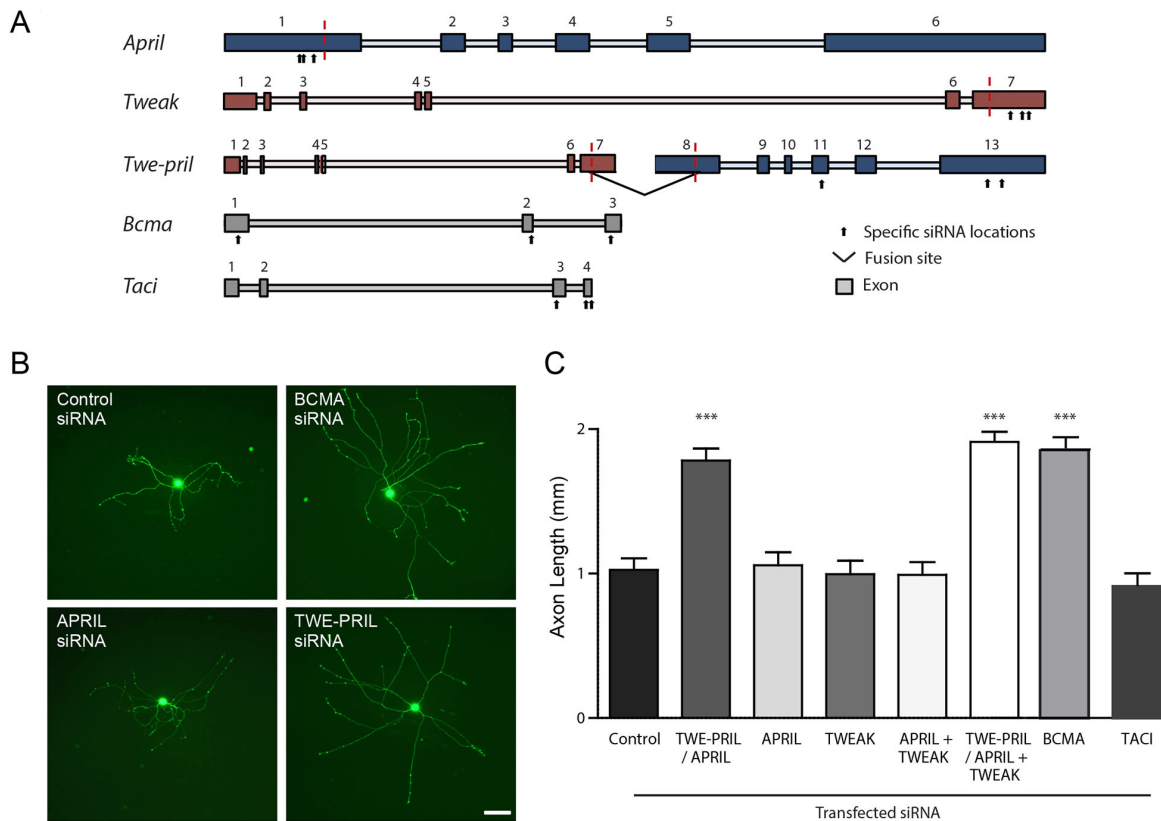 A
April
1 2 3 4 5 6
Tweak
1 2 3 4 5 6 7
Twe-pril
1 2 3 4 5 6 7 8 9 10 11 12 13
Bcma
1 2 3
Taci
1 2 3 4
Specific siRNA locations
Fusion site
Exon
B
Control
siRNA
BCMA
siRNA
APRIL
siRNA
TWE-PRIL
siRNA
C
Axon Length (mm)
2
1
0
*** *** ***
Control
TWE-PRIL
/ APRIL
APRIL
TWEAK
APRIL +
TWEAK
TWE-PRIL
/ APRIL +
TWEAK
BCMA
TACI
Transfected siRNA